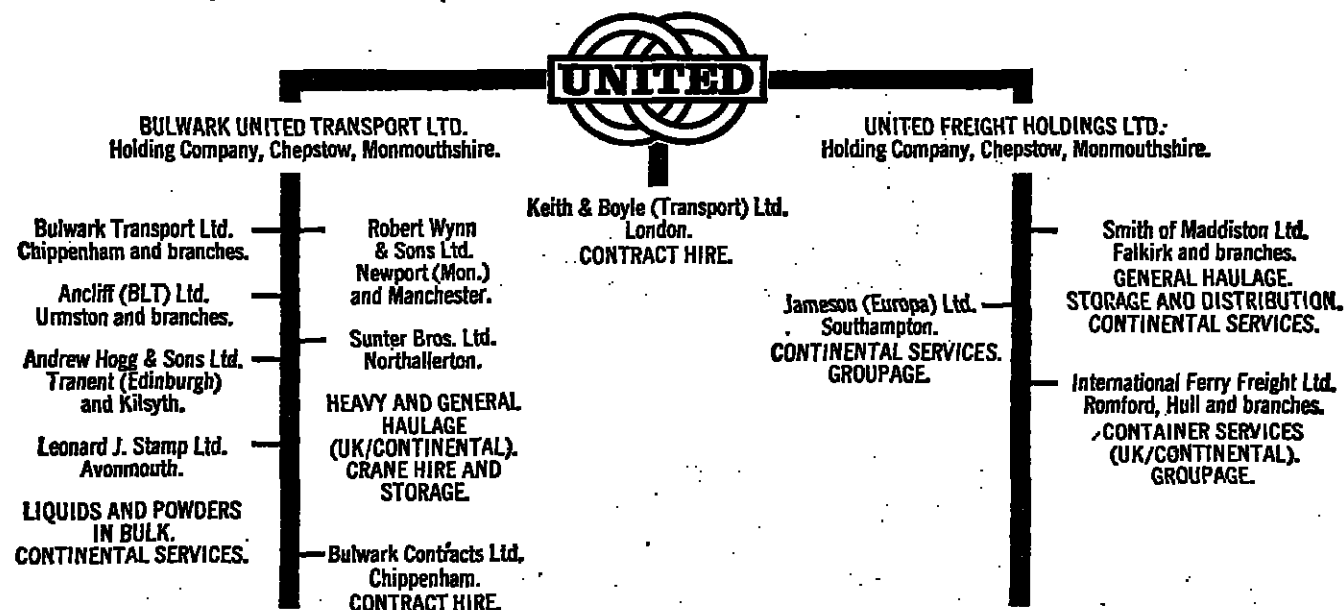 UNITED
BULWARK UNITED TRANSPORT LTD.
Holding Company, Chepstow, Monmouthshire.
Bulwark Transport Ltd.
Chippenham and branches.
Ancliff (BLT) Ltd.
Urmston and branches.
Andrew Hogg & Sons Ltd.
Tranent (Edinburgh)
and Kilsyth.
Leonard J. Stamp Ltd.
Avonmouth.
LIQUIDS AND POWDERS
IN BULK.
CONTINENTAL SERVICES.
Robert Wynn
& Sons Ltd.
Newport (Mon.)
and Manchester.
Sunter Bros. Ltd.
Northallerton.
HEAVY AND GENERAL
HAULAGE
(UK/CONTINENTAL).
CRANE HIRE AND
STORAGE.
Bulwark Contracts Ltd.
Chippenham.
CONTRACT HIRE.
Keith & Boyle (Transport) Ltd.
London.
CONTRACT HIRE.
UNITED FREIGHT HOLDINGS LTD.
Holding Company, Chepstow, Monmouthshire.
Jameson (Europa) Ltd.
Southampton.
CONTINENTAL SERVICES.
GROUPAGE.
Smith of Maddiston Ltd.
Falkirk and branches.
GENERAL HAULAGE.
STORAGE AND DISTRIBUTION.
CONTINENTAL SERVICES.
International Ferry Freight Ltd.
Romford, Hull and branches.
CONTAINER SERVICES
(UK/CONTINENTAL).
GROUPAGE.